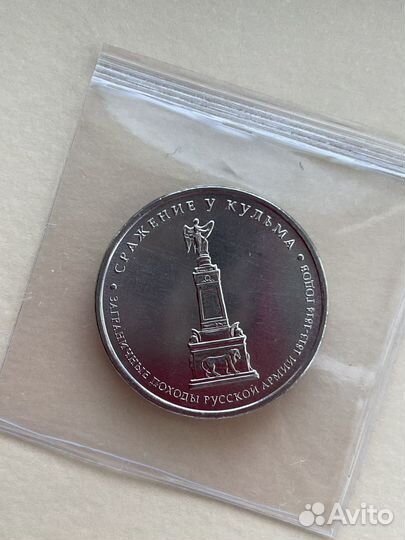 СРАЖЕНИЕ У КУЛЬМА
• ЗАГРАНИЧНЫЕ ПОХОДЫ РУССКОЙ АРМИИ 1813-1814 ГОДОВ •
Avito